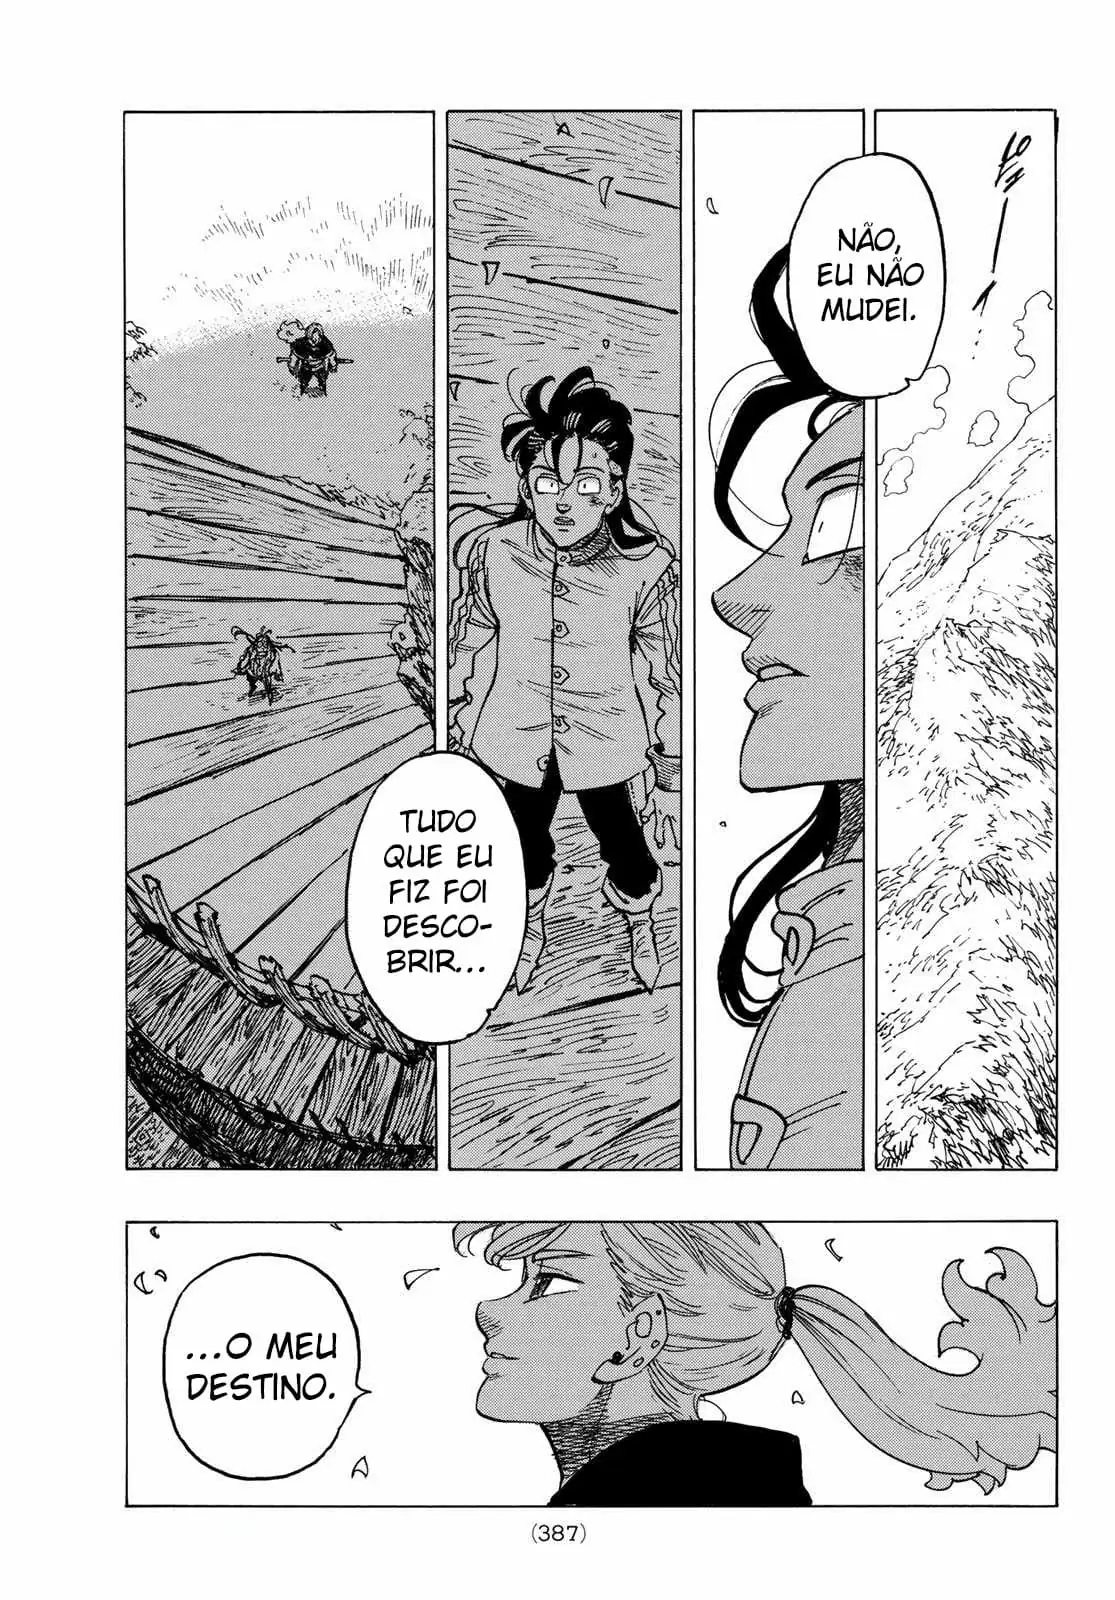 NÃO,
EU NÃO
MUDEI.
TUDO
QUE EU
FIZ FOI
DESCO-
BRIR...
...O MEU
DESTINO.
(387)